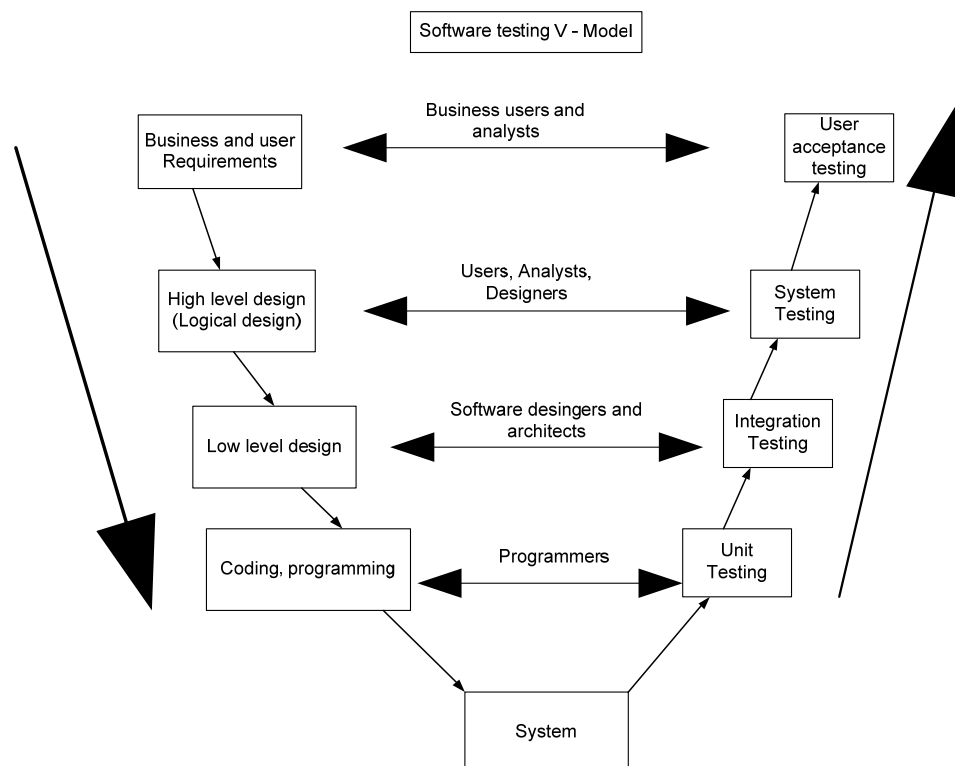 Software testing V - Model
Business users and
analysts
Business and user
Requirements
User
acceptance
testing
Users, Analysts,
Designers
High level design
(Logical design)
System
Testing
Software desingers and
architects
Low level design
Integration
Testing
Programmers
Coding, programming
Unit
Testing
System